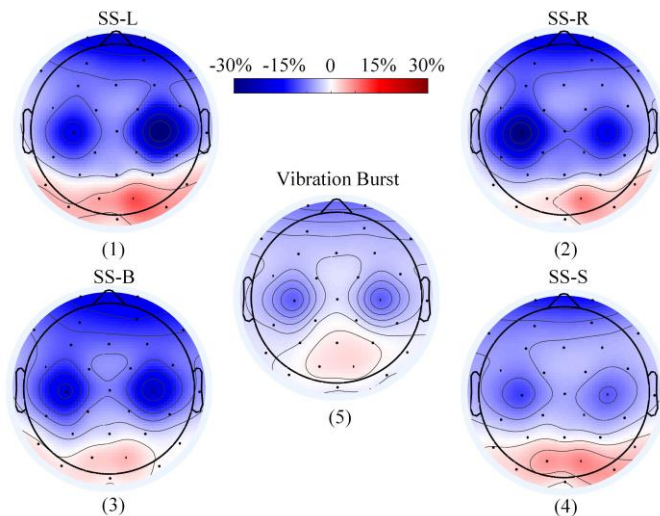 SS-L
SS-R
-30% -15% 0 15% 30%
Vibration Burst
(1)
(2)
SS-B
SS-S
(5)
(3)
(4)